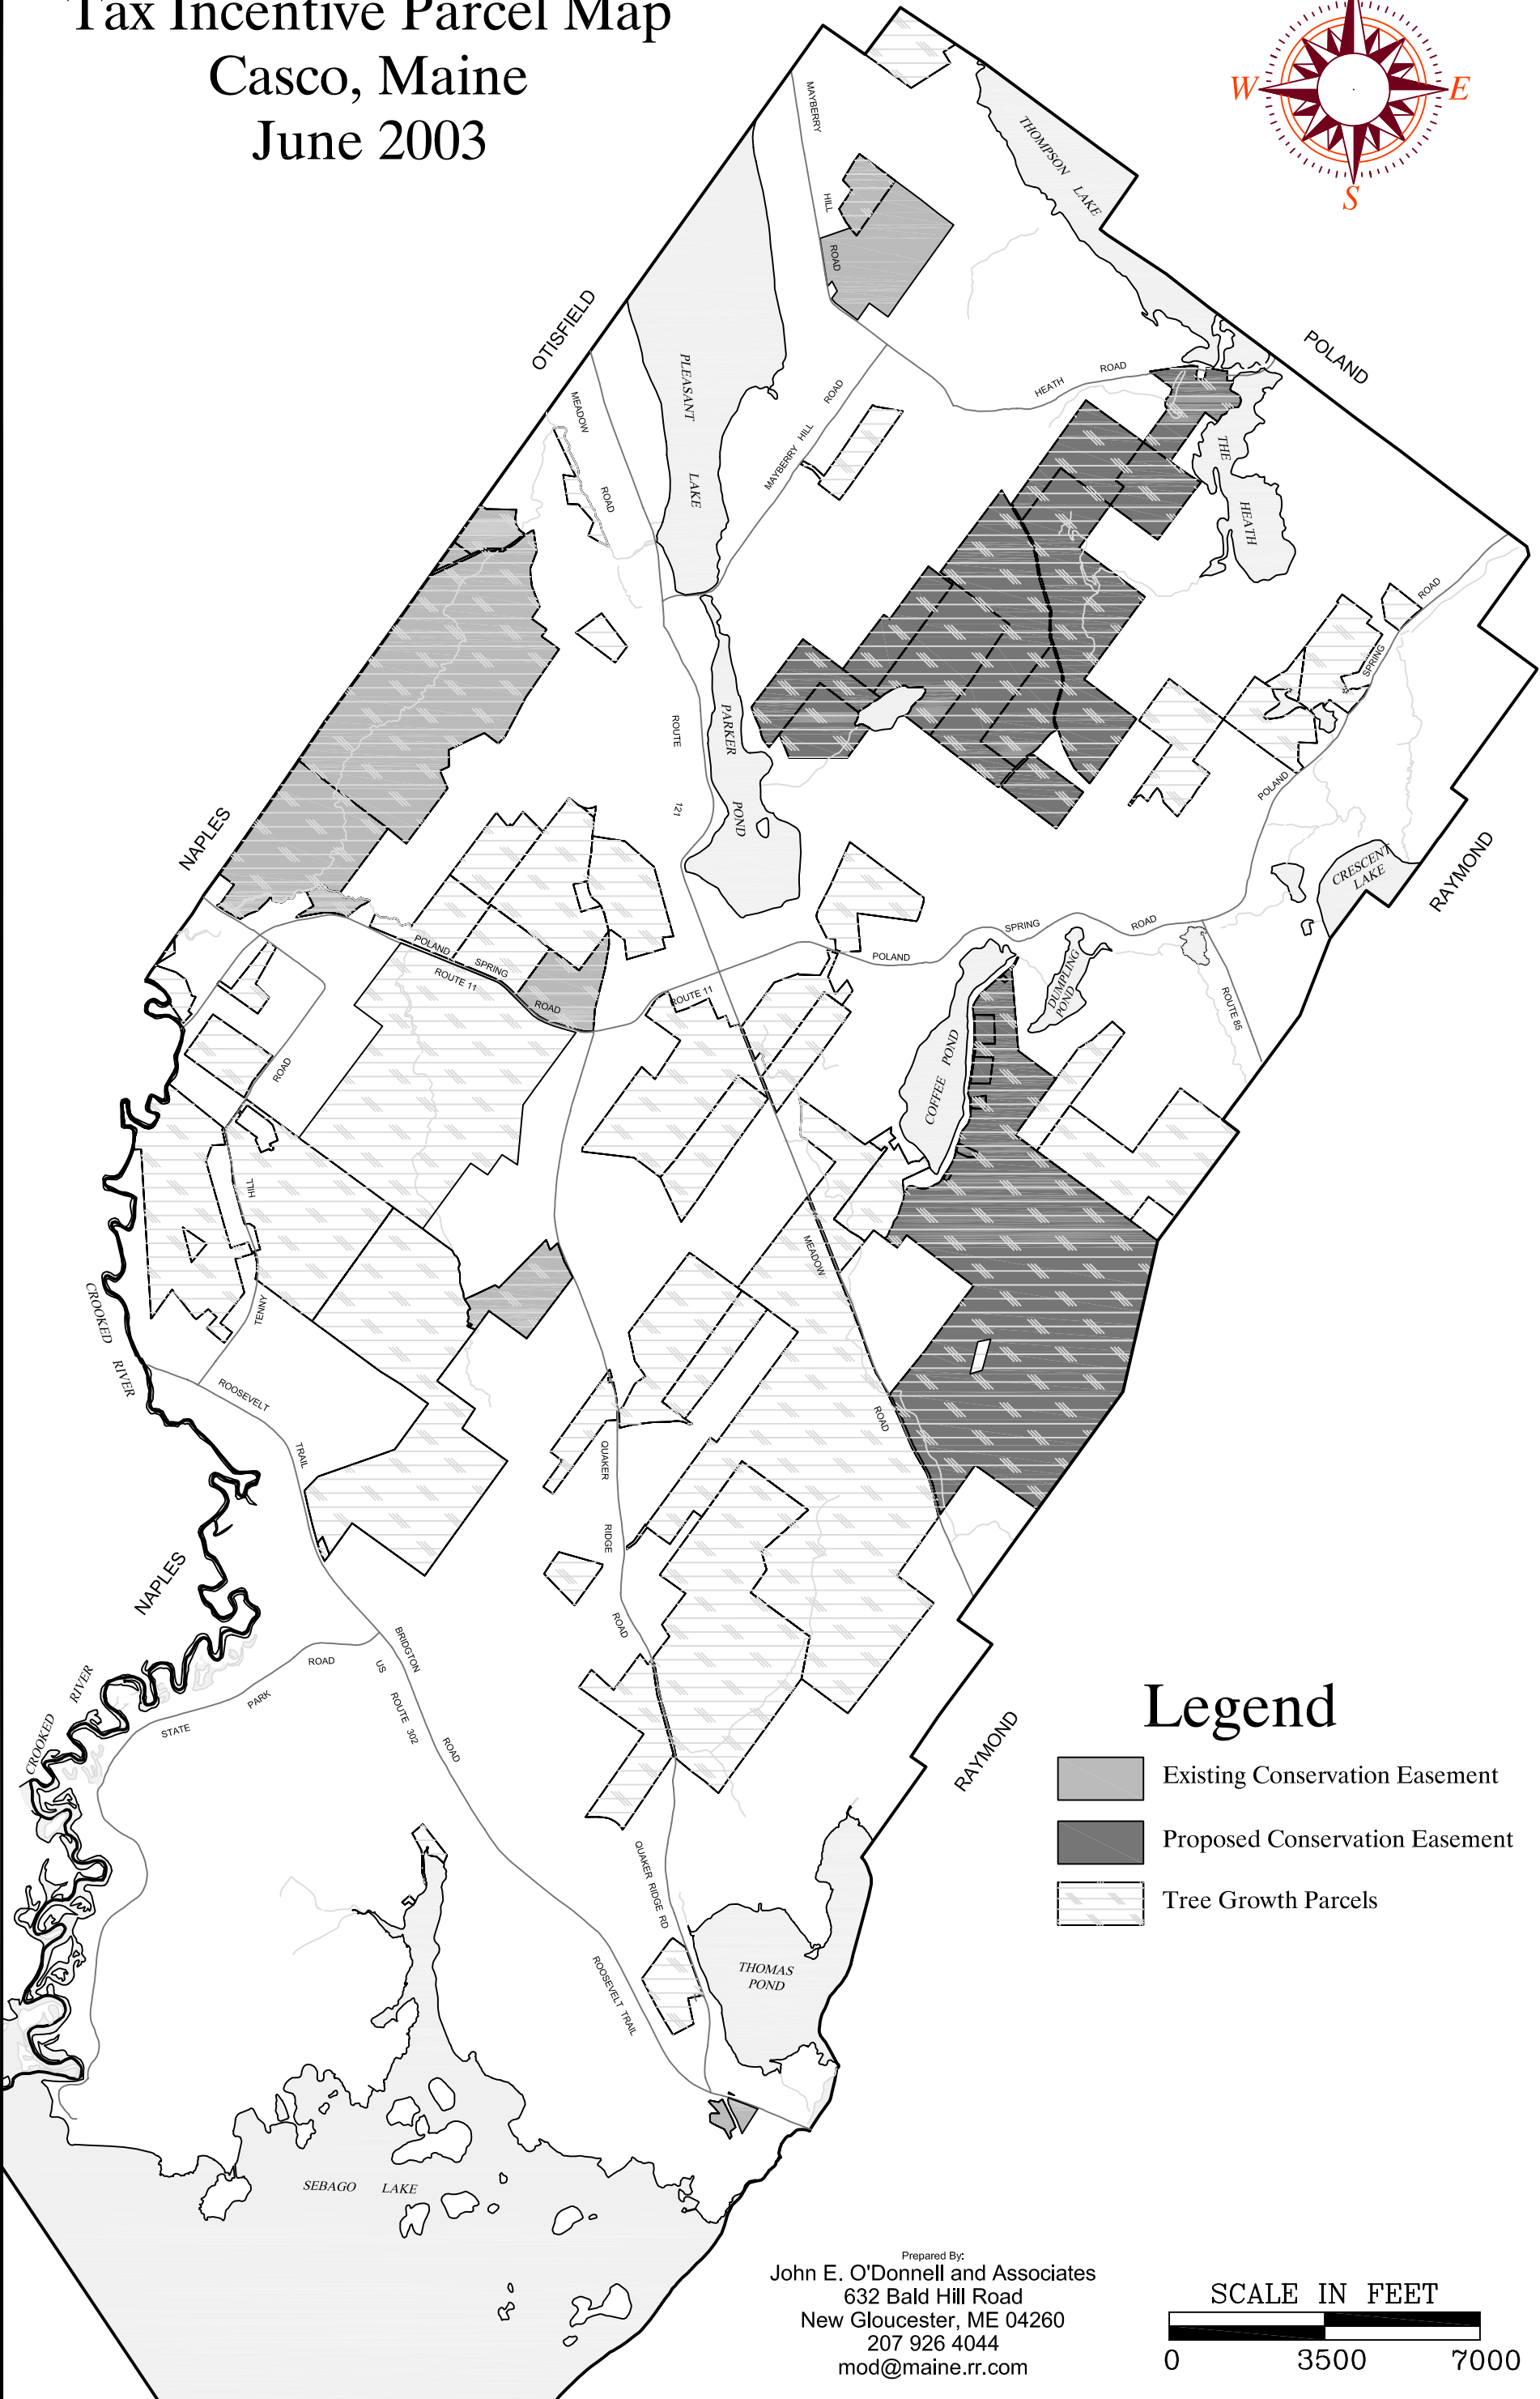 Tax Incentive Parcel Map
Casco, Maine
June 2003
W
E
S
MAYBERRY
HILL
ROAD
THOMPSON
LAKE
OTISFIELD
POLAND
PLEASANT
LAKE
MEADOW
ROAD
MAYBERRY HILL
ROAD
HEATH
ROAD
THE
HEATH
ROAD
SPRING
POLAND
ROUTE
121
PARKER
POND
NAPLES
CRESCENT
LAKE
RAYMOND
POLAND
SPRING
ROAD
ROUTE 11
ROUTE 11
POLAND
SPRING
ROAD
DUMPLING
POND
COFFEE POND
ROUTE 85
ROAD
HILL
TENNY
CROOKED
RIVER
MEADOW
ROAD
ROOSEVELT
TRAIL
QUAKER
RIDGE
ROAD
NAPLES
BRIDGTON
US
ROUTE 302
ROAD
STATE
PARK
ROAD
CROOKED
RIVER
RAYMOND
Legend
Existing Conservation Easement
Proposed Conservation Easement
Tree Growth Parcels
QUAKER RIDGE RD
ROOSEVELT TRAIL
THOMAS
POND
SEBAGO LAKE
Prepared By:
John E. O'Donnell and Associates
632 Bald Hill Road
New Gloucester, ME 04260
207 926 4044
mod@maine.rr.com
SCALE IN FEET
0 3500 7000